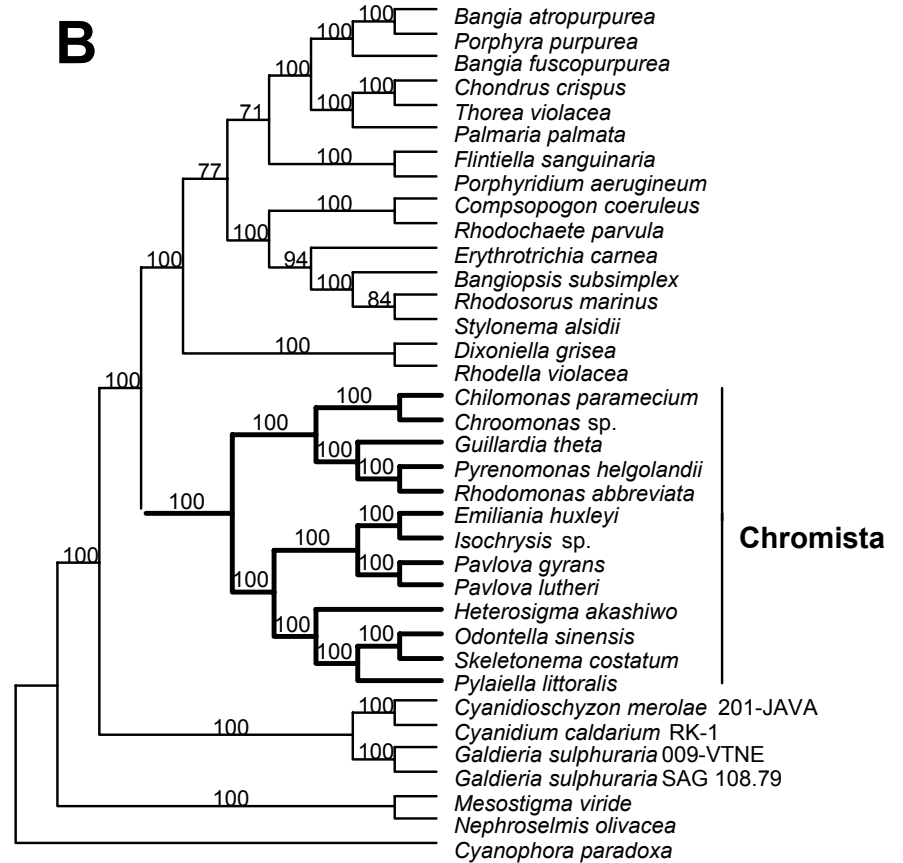 B
100
Bangia atropurpurea
100
Porphyra purpurea
Bangia fuscopurpurea
100
100
Chondrus crispus
100
Thorea violacea
71
Palmaria palmata
100
Flintiella sanguinaria
77
Porphyridium aerugineum
100
Compsopogon coeruleus
100
Rhodochaete parvula
94
Erythrotrichia carnea
100
100
Bangiopsis subsimplex
84
Rhodosorus marinus
Stylonema alsidii
100
Dixoniella grisea
Rhodella violacea
100
100
Chilomonas paramecium
100
Chroomonas sp.
100
Guillardia theta
100
Pyrenomonas helgolandii
Rhodomonas abbreviata
100
100
Emiliania huxleyi
100
Isochrysis sp.
100
100
Pavlova gyrans
100
Pavlova lutheri
Heterosigma akashiwo
100
100
Odontella sinensis
100
Skeletonema costatum
Pylaiella littoralis
Chromista
100
Cyanidioschyzon merolae 201-JAVA
100
Cyanidium caldarium RK-1
100
Galdieria sulphuraria 009-VTNE
Galdieria sulphuraria SAG 108.79
100
Mesostigma viride
Nephroselmis olivacea
Cyanophora paradoxa